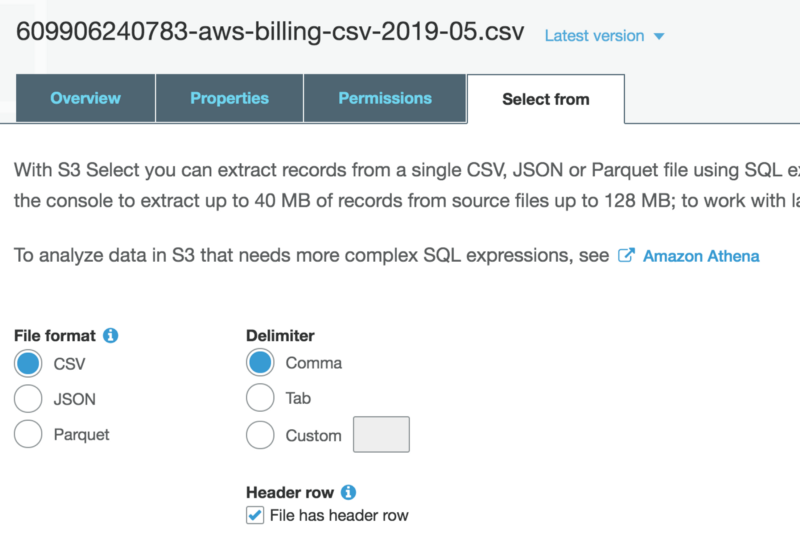 609906240783-aws-billing-csv-2019-05.csv Latest version
Overview Properties Permissions Select from
With S3 Select you can extract records from a single CSV, JSON or Parquet file using SQL
the console to extract up to 40 MB of records from source files up to 128 MB; to work with
To analyze data in S3 that needs more complex SQL expressions, see Amazon Athena
File format
CSV
JSON
Parquet
Delimiter
Comma
Tab
Custom
Header row
File has header row